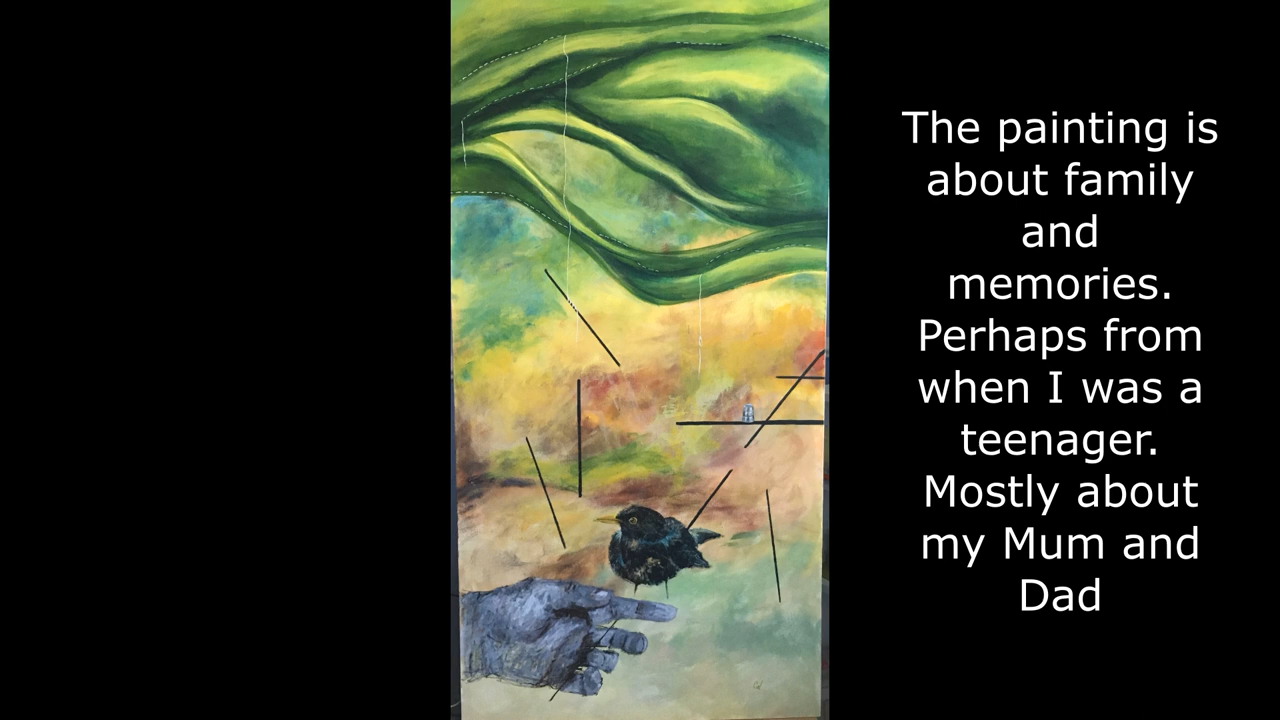 The painting is
about family
and
memories.
Perhaps from
when I was a
teenager.
Mostly about
my Mum and
Dad